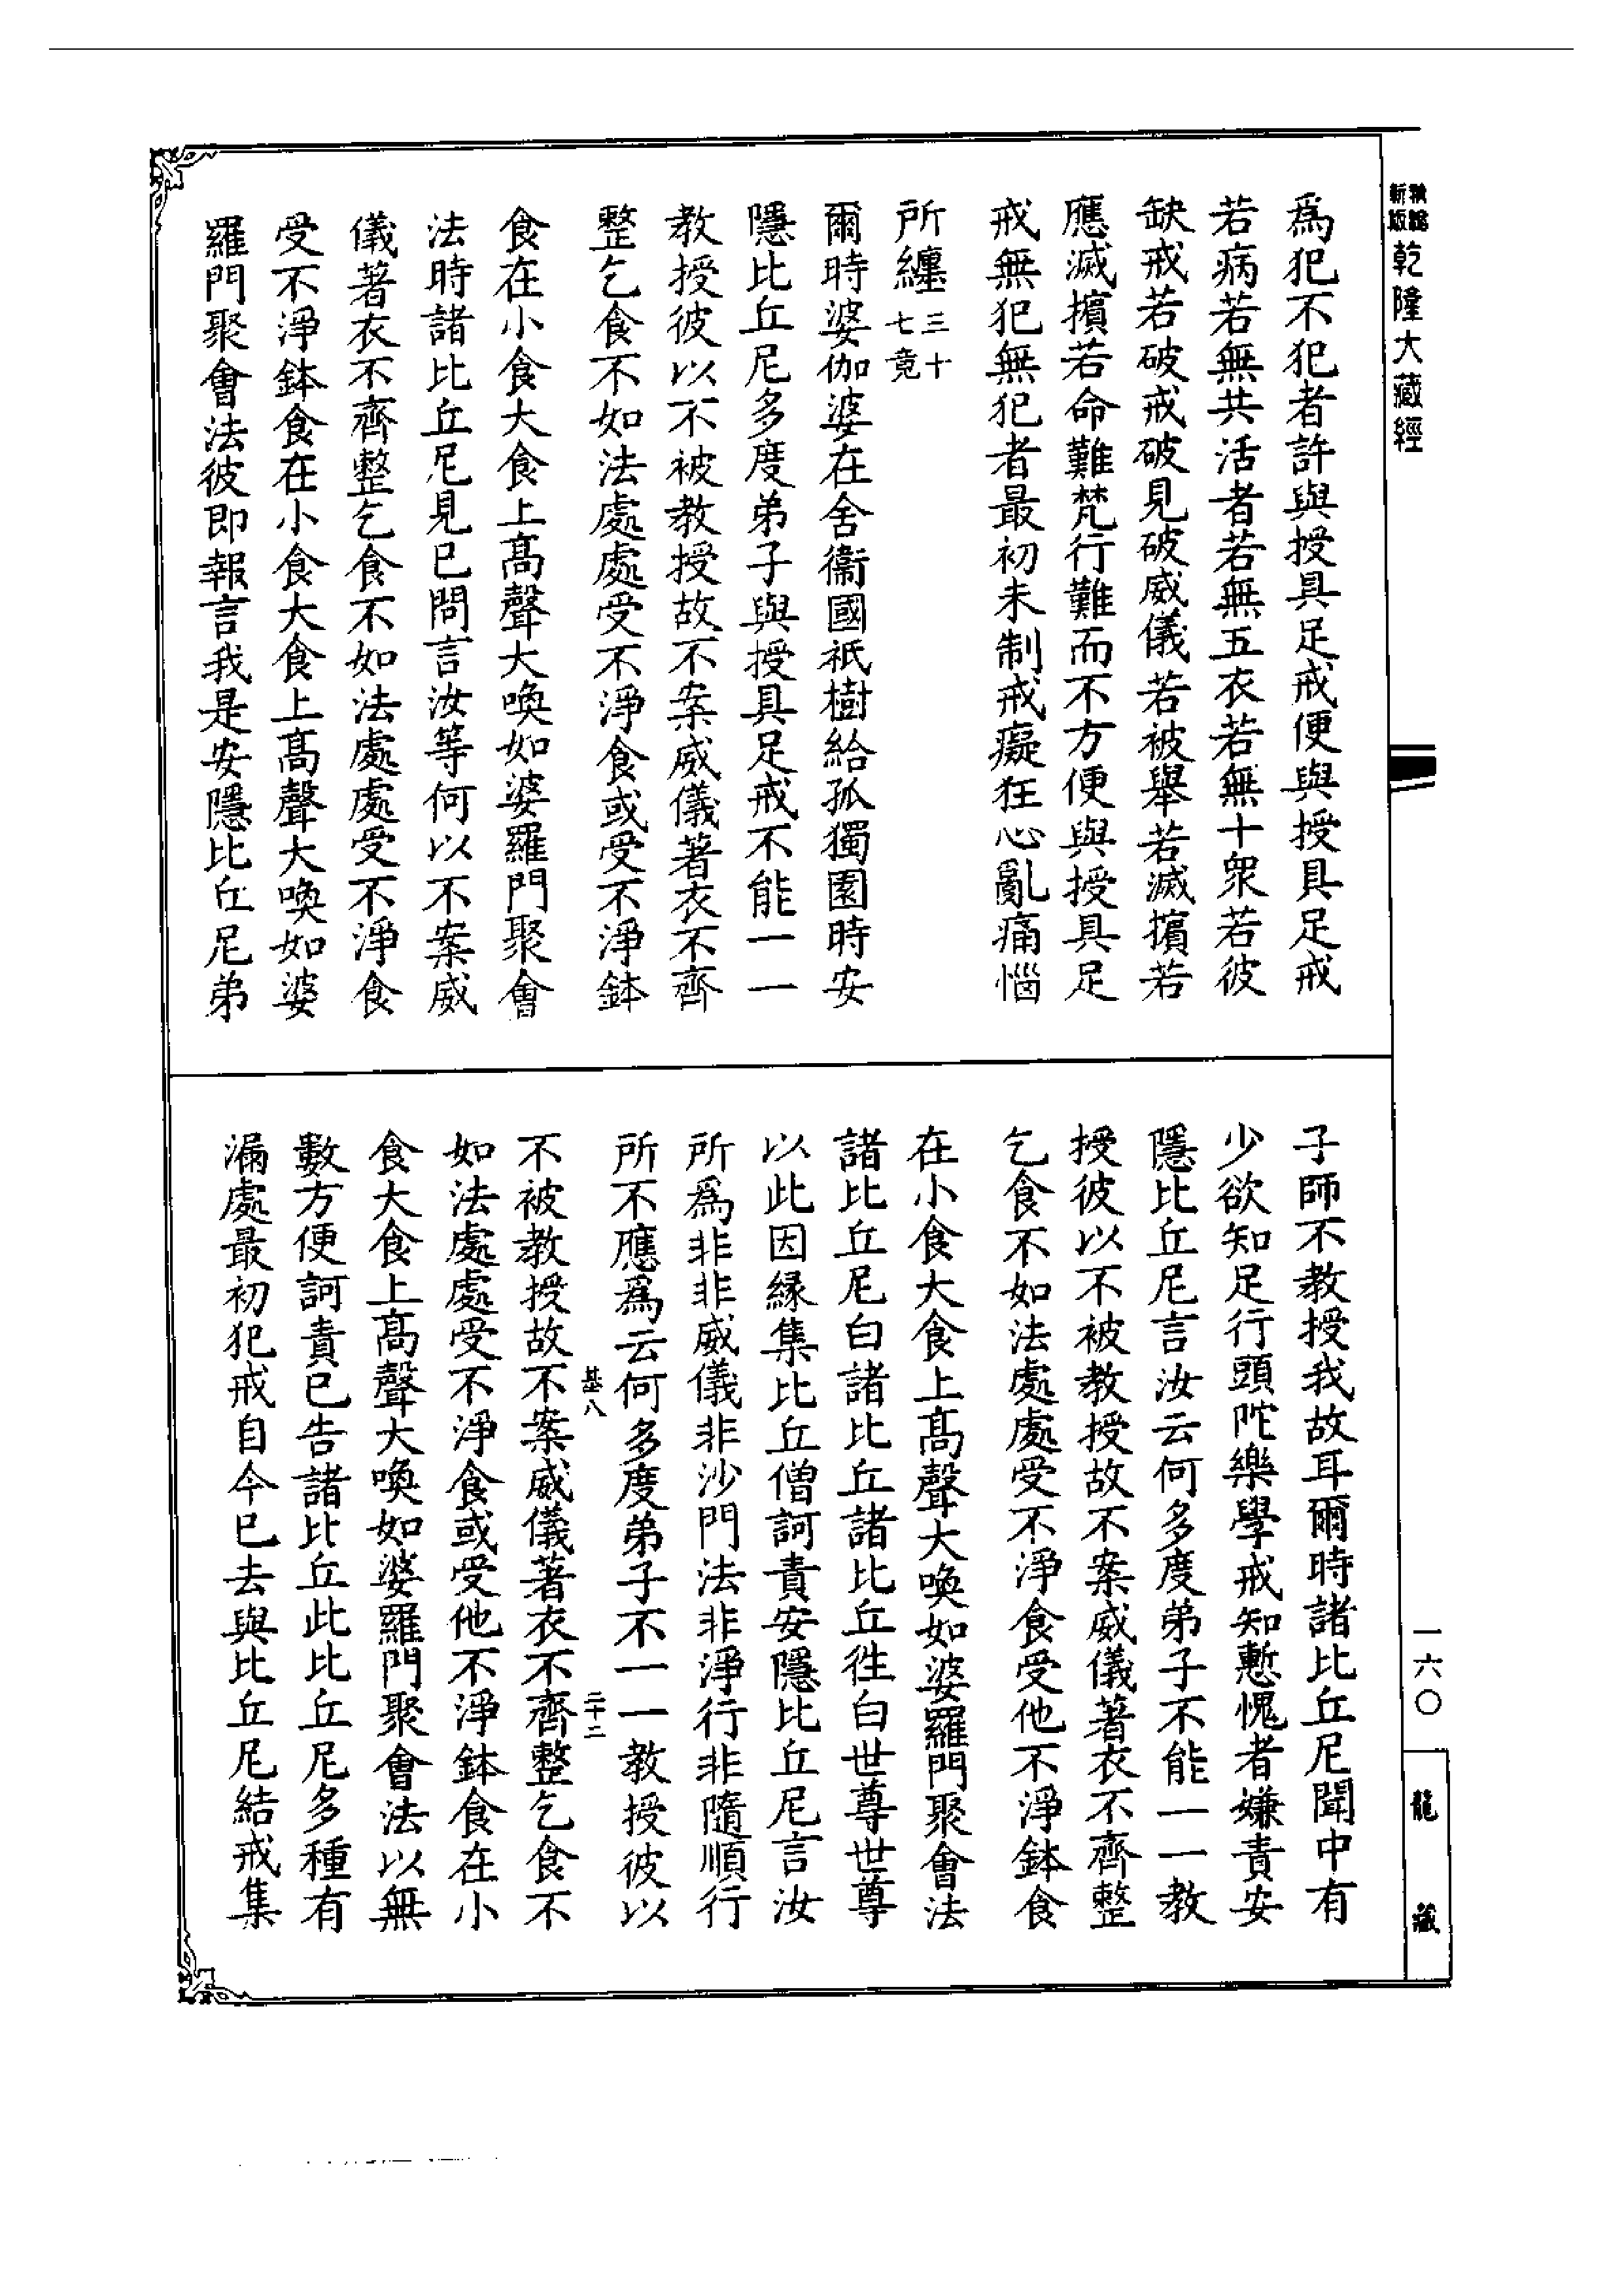 新版
精縮
乾隆大藏經
爲犯不犯者許與授具足戒便與授具足戒
若病若無共活者若無五衣若無十衆若彼
缺戒若破戒破見破威儀若被舉若滅擯若
應滅擯若命難梵行難而不方便與授具足
戒無犯無犯者最初未制戒癡狂心亂痛惱
所纏三十七竟
爾時婆伽婆在舍衞國祇樹給孤獨園時安
隱比丘尼多度弟子與授具足戒不能一一
教授彼以不被教授故不案威儀著衣不齊
整乞食不如法處處受不淨食或受不淨鉢
食在小食大食上高聲大喚如婆羅門聚會
法時諸比丘尼見已問言汝等何以不案威
儀著衣不齊整乞食不如法處處受不淨食
受不淨鉢食在小食大食上高聲大喚如婆
羅門聚會法彼即報言我是安隱比丘尼弟
子師不教授我故耳爾時諸比丘尼聞中有
少欲知足行頭陀樂學戒知慙愧者嫌責安
隱比丘尼言汝云何多度弟子不能一一教
授彼以不被教授故不案威儀著衣不齊整
乞食不如法處處受不淨食受他不淨鉢食
在小食大食上高聲大喚如婆羅門聚會法
諸比丘尼白諸比丘諸比丘徃白世尊世尊
以此因緣集比丘僧訶責安隱比丘尼言汝
所爲非非威儀非沙門法非淨行非隨順行
所不應爲云何多度弟子不一一教授彼以
基八
二十二
不被教授故不案威儀著衣不齊整乞食不
如法處處受不淨食或受他不淨鉢食在小
食大食上高聲大喚如婆羅門聚會法以無
數方便訶責已告諸比丘此比丘尼多種有
漏處最初犯戒自今已去與比丘尼結戒集
一六〇
龍藏